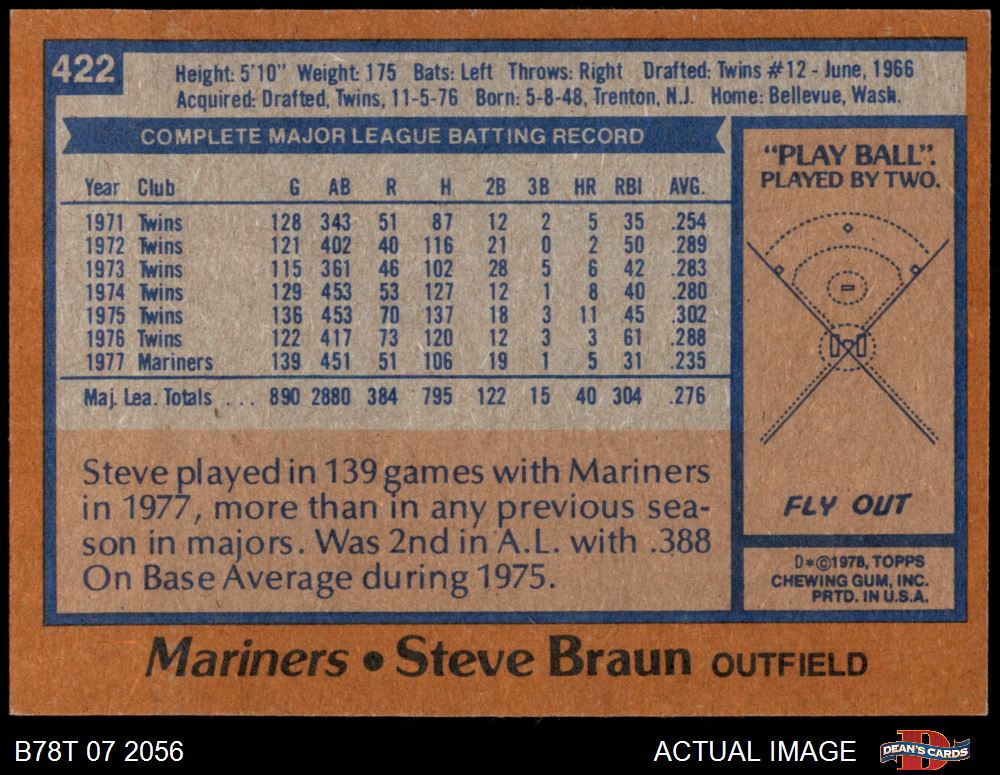 422
Height: 5'10" Weight: 175 Bats: Left Throws: Right Drafted: Twins #12 - June, 1966
Acquired: Drafted, Twins, 11-5-76 Born: 5-8-48, Trenton, N.J. Home: Bellevue, Wash.
COMPLETE MAJOR LEAGUE BATTING RECORD
Year Club G AB R H 2B 3B HR RBI AVG.
1971 Twins 128 343 51 87 12 2 5 35 .254
1972 Twins 121 402 40 116 21 0 2 50 .289
1973 Twins 115 361 46 102 28 5 6 42 .283
1974 Twins 129 453 53 127 12 1 8 40 .280
1975 Twins 136 453 70 137 18 3 11 45 .302
1976 Twins 122 417 73 120 12 3 3 61 .288
1977 Mariners 139 451 51 106 19 1 5 31 .235
Maj. Lea. Totals . . . 890 2880 384 795 122 15 40 304 .276
Steve played in 139 games with Mariners
in 1977, more than in any previous sea-
son in majors. Was 2nd in A.L. with .388
On Base Average during 1975.
"PLAY BALL".
PLAYED BY TWO.
FLY OUT
D*©1978, TOPPS
CHEWING GUM, INC.
PRTD. IN U.S.A.
Mariners • Steve Braun OUTFIELD
B78T 07 2056
ACTUAL IMAGE
DEAN'S CARDS